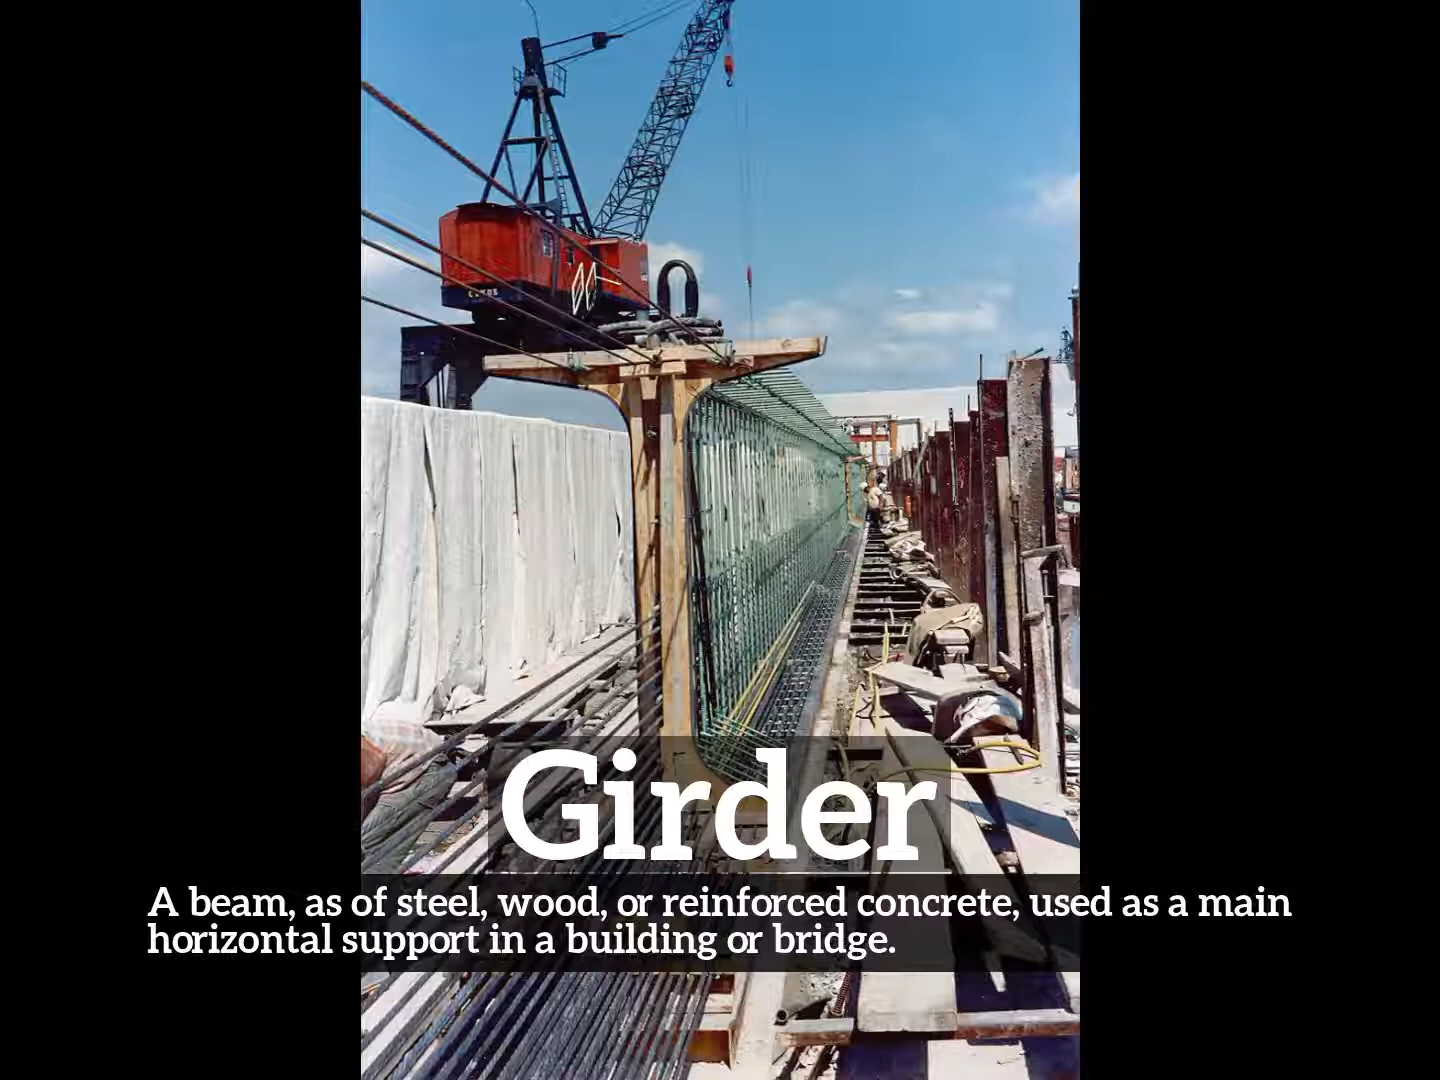 Girder
A beam, as of steel, wood, or reinforced concrete, used as a main
horizontal support in a building or bridge.